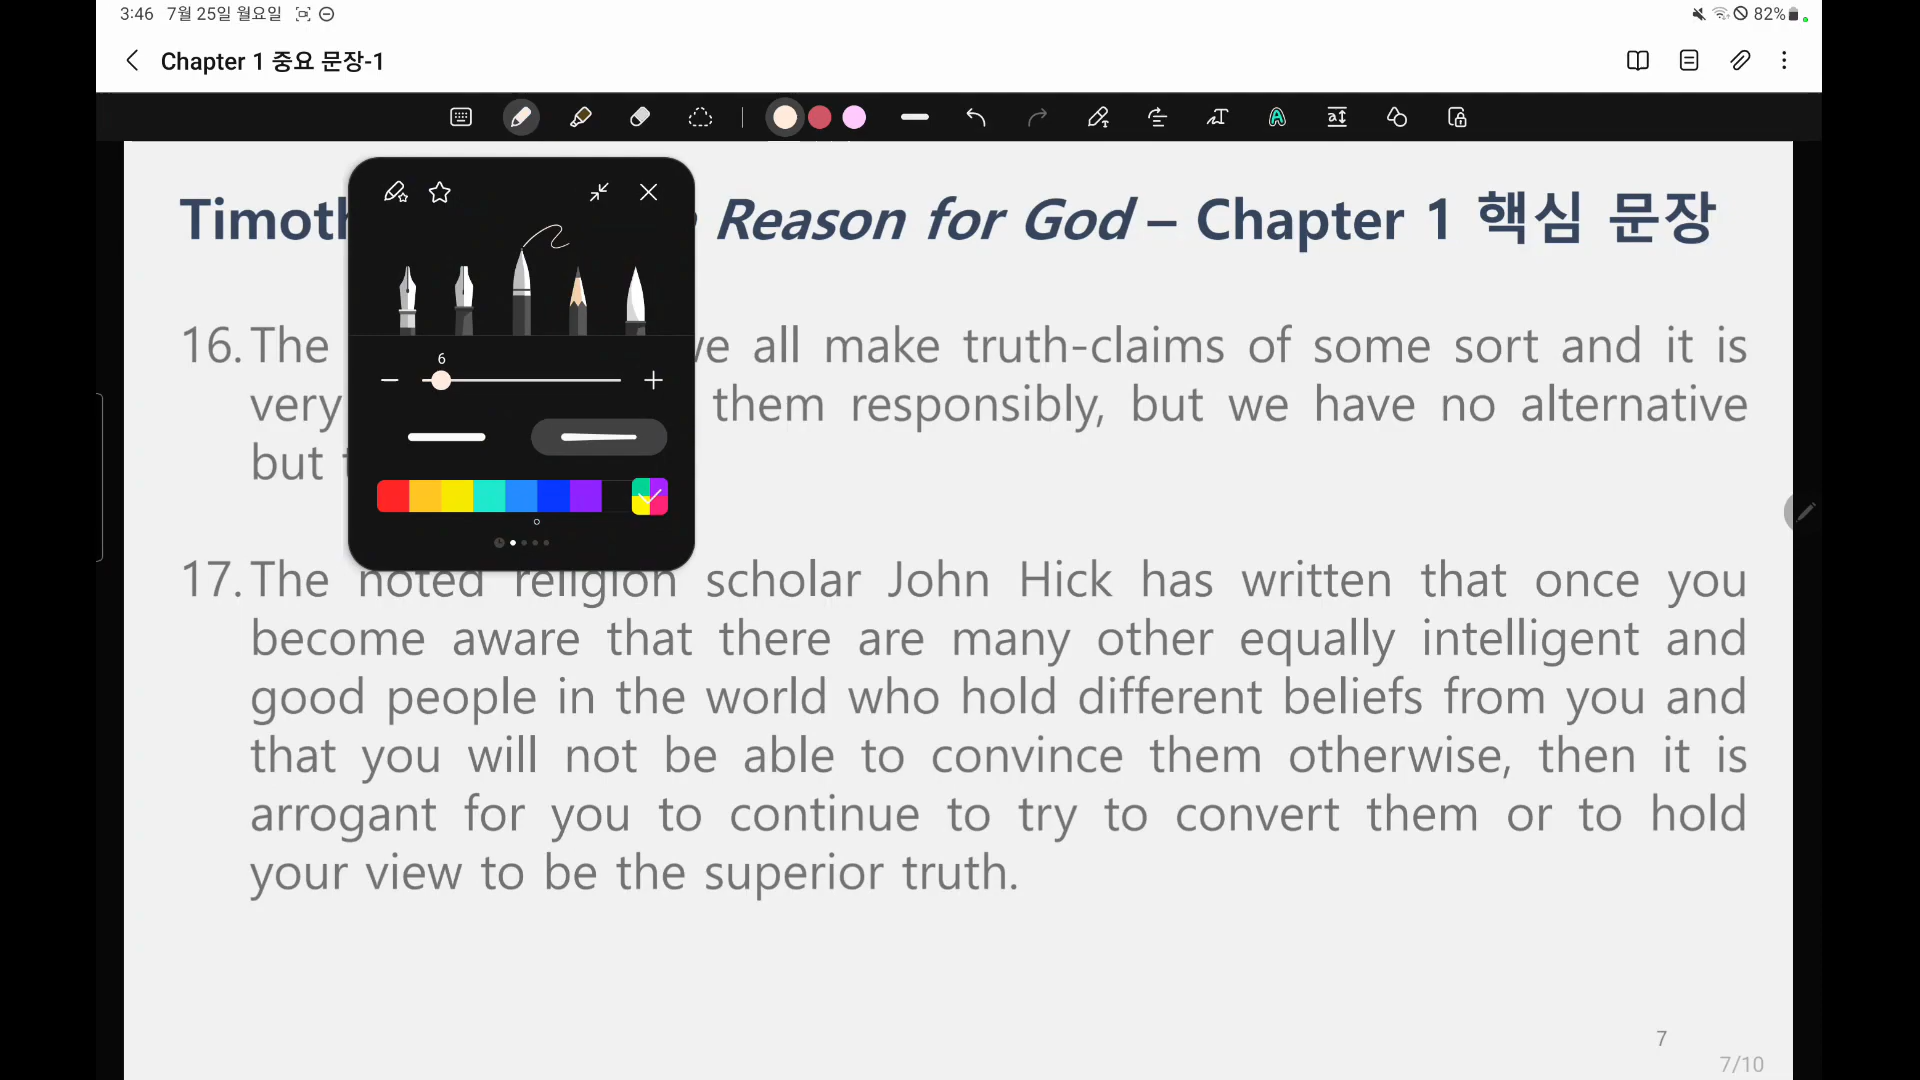 3:46 7월 25일 월요일 82%
Chapter 1 중요 문장-1
Reason for God – Chapter 1 핵심 문장
6
16. The all make truth-claims of some sort and it is
very them responsibly, but we have no alternative
but
17. The noted religion scholar John Hick has written that once you
become aware that there are many other equally intelligent and
good people in the world who hold different beliefs from you and
that you will not be able to convince them otherwise, then it is
arrogant for you to continue to try to convert them or to hold
your view to be the superior truth.
7
7/10